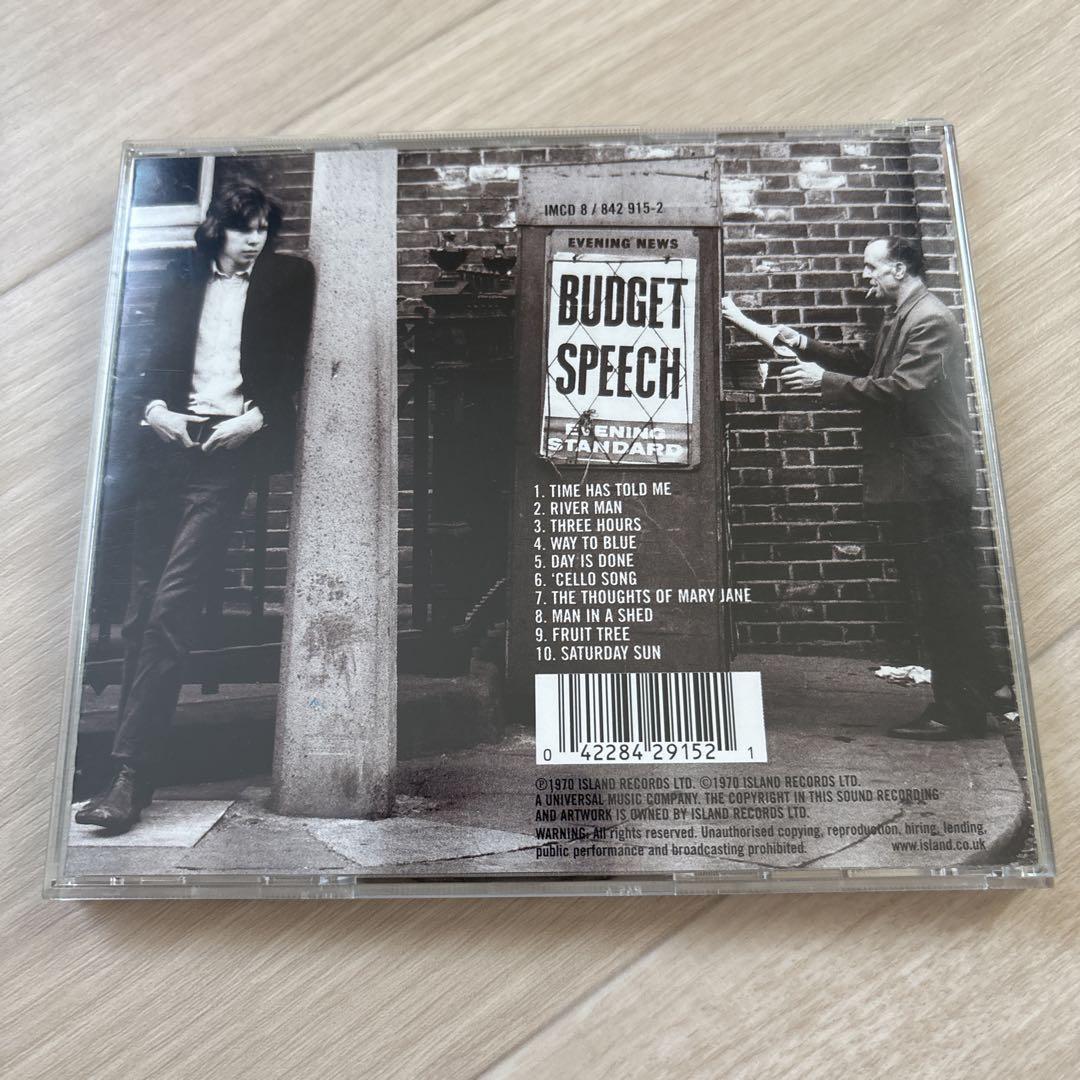 IMCD 8 / 842 915-2
EVENING NEWS
BUDGET
SPEECH
EVENING
STANDARD
1. TIME HAS TOLD ME
2. RIVER MAN
3. THREE HOURS
4. WAY TO BLUE
5. DAY IS DONE
6. 'CELLO SONG
7. THE THOUGHTS OF MARY JANE
8. MAN IN A SHED
9. FRUIT TREE
10. SATURDAY SUN
0 42284 29152 1
Ⓟ1970 ISLAND RECORDS LTD. ©1970 ISLAND RECORDS LTD.
A UNIVERSAL MUSIC COMPANY. THE COPYRIGHT IN THIS SOUND RECORDING
AND ARTWORK IS OWNED BY ISLAND RECORDS LTD.
WARNING: All rights reserved. Unauthorised copying, reproduction, hiring, lending,
public performance and broadcasting prohibited. www.island.co.uk